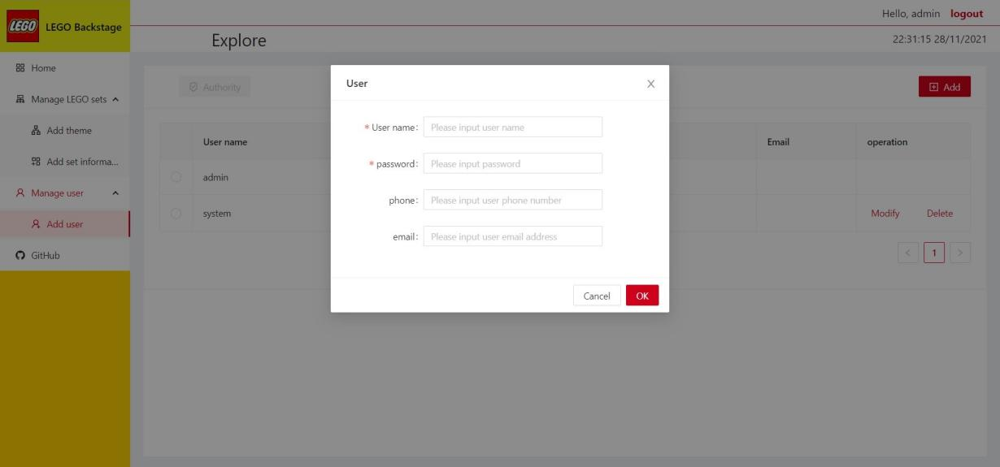 LEGO LEGO Backstage
Hello, admin logout
Explore
22:31:15 28/11/2021
Home
Manage LEGO sets
Add theme
Add set informa...
Manage user
Add user
GitHub
Authority
Add
User name Email operation
admin
system Modify Delete
< 1 >
User X
* User name: Please input user name
* password: Please input password
phone: Please input user phone number
email: Please input user email address
Cancel OK